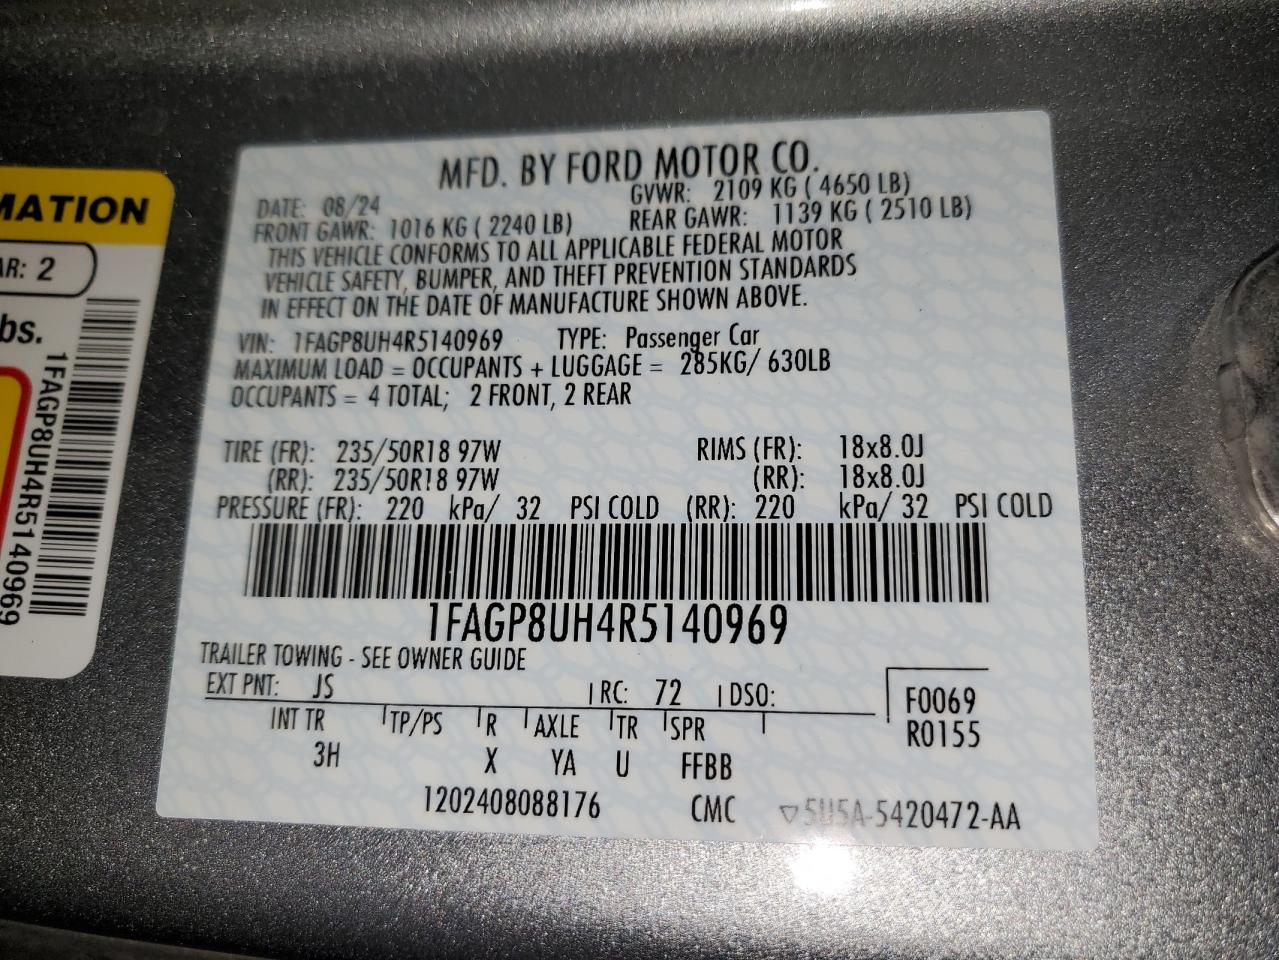 MFD. BY FORD MOTOR CO.
DATE: 08/24 GVWR: 2109 KG ( 4650 LB)
FRONT GAWR: 1016 KG ( 2240 LB) REAR GAWR: 1139 KG ( 2510 LB)
THIS VEHICLE CONFORMS TO ALL APPLICABLE FEDERAL MOTOR
VEHICLE SAFETY, BUMPER, AND THEFT PREVENTION STANDARDS
IN EFFECT ON THE DATE OF MANUFACTURE SHOWN ABOVE.
VIN: 1FAGP8UH4R5140969 TYPE: Passenger Car
MAXIMUM LOAD = OCCUPANTS + LUGGAGE = 285KG/ 630LB
OCCUPANTS = 4 TOTAL; 2 FRONT, 2 REAR
TIRE (FR): 235/50R18 97W RIMS (FR): 18x8.0J
(RR): 235/50R18 97W (RR): 18x8.0J
PRESSURE (FR): 220 kPa/ 32 PSI COLD (RR): 220 kPa/ 32 PSI COLD
1FAGP8UH4R5140969
TRAILER TOWING - SEE OWNER GUIDE
EXT PNT: JS RC: 72 DSO: F0069
INT TR TP/PS R AXLE TR SPR R0155
3H X YA U FFBB
1202408088176 CMC 5U5A-5420472-AA
MATION
AR: 2
bs.
1FAGP8UH4R5140969